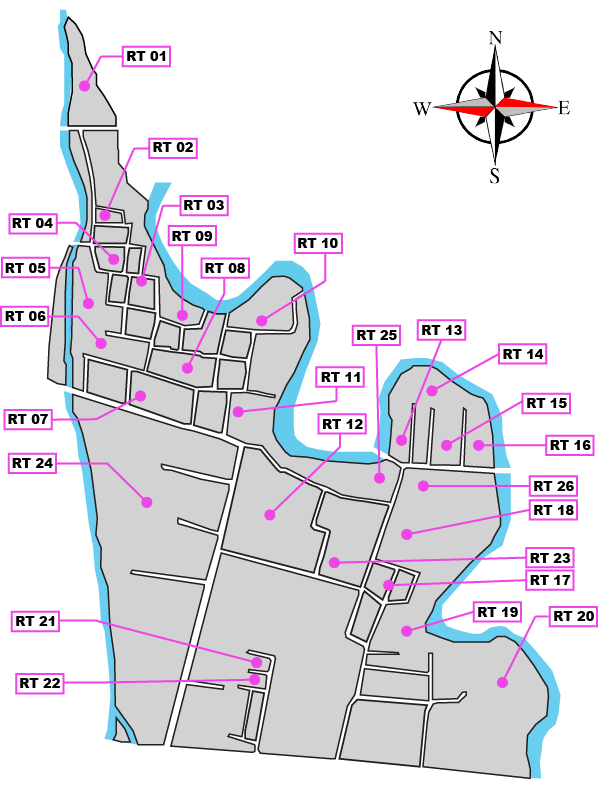 N
RT 01
W
E
RT 02
S
RT 03
RT 04
RT 09
RT 10
RT 05
RT 08
RT 06
RT 25
RT 13
RT 14
RT 11
RT 15
RT 07
RT 12
RT 16
RT 24
RT 26
RT 18
RT 23
RT 17
RT 19
RT 20
RT 21
RT 22